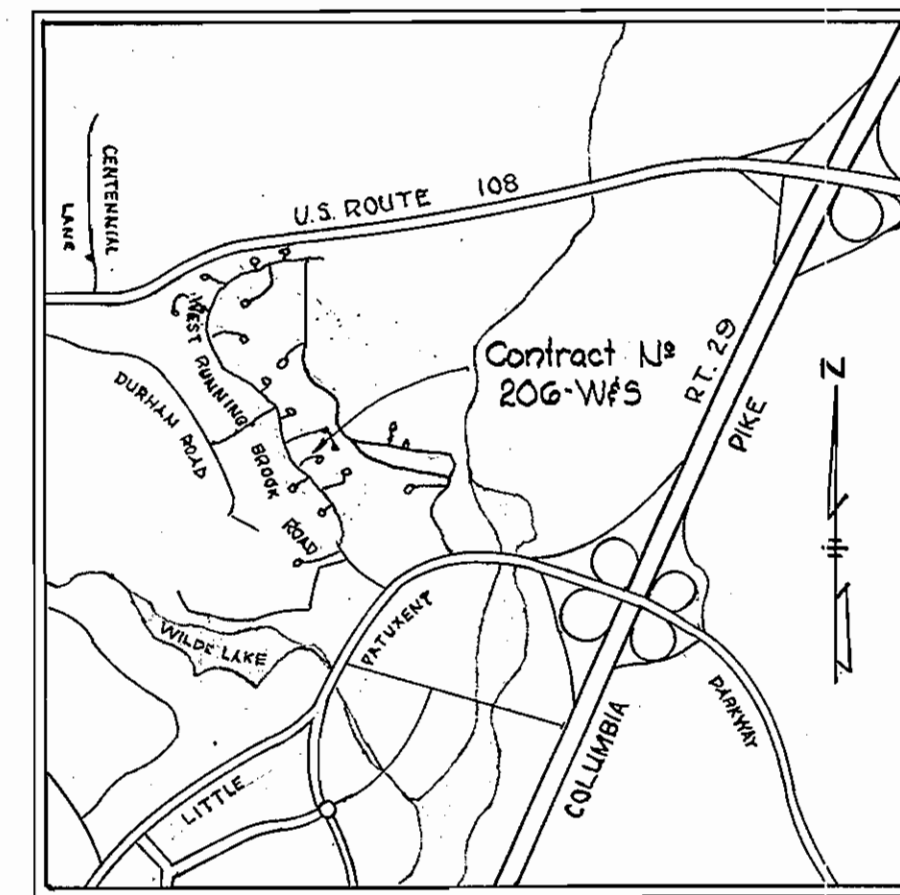 CENTENNIAL
LANE
U.S. ROUTE 108
WEST RUNNING
BROOK
ROAD
DURHAM ROAD
Contract Nº
206-W&S
RT. 29
PIKE
N
WILDE LAKE
PATUXENT
LITTLE
COLUMBIA
PARKWAY